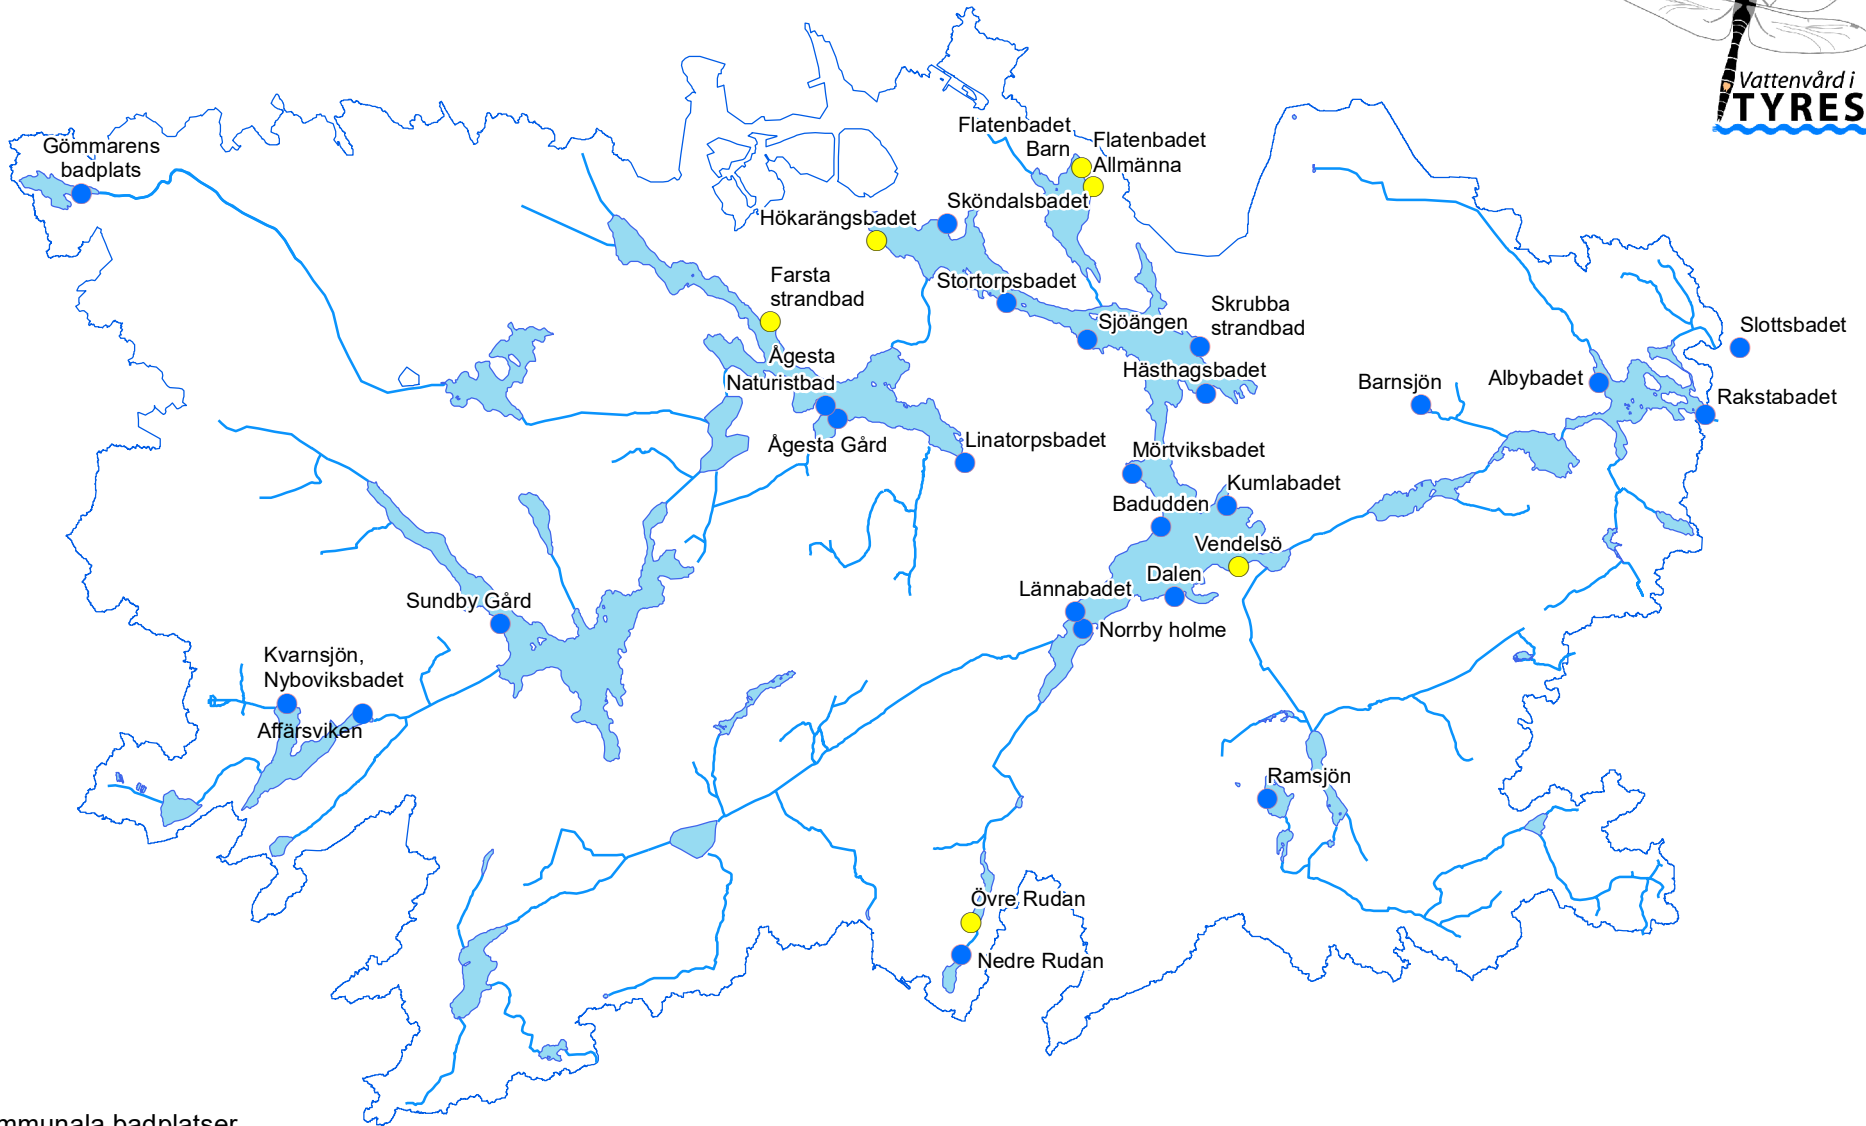 Vattenvård i
TYRES
Gömmarens
badplats
Flatenbadet
Barn
Flatenbadet
Allmänna
Sköndalsbadet
Hökarängsbadet
Farsta
strandbad
Stortorpsbadet
Sjöängen
Skrubba
strandbad
Slottsbadet
Ågesta
Naturistbad
Hästhagsbadet
Barnsjön
Albybadet
Rakstabadet
Ågesta Gård
Linatorpsbadet
Mörtviksbadet
Kumlabadet
Badudden
Vendelsö
Dalen
Lännabadet
Norrby holme
Sundby Gård
Kvarnsjön,
Nyboviksbadet
Affärsviken
Ramsjön
Övre Rudan
Nedre Rudan
mmunala badplatser